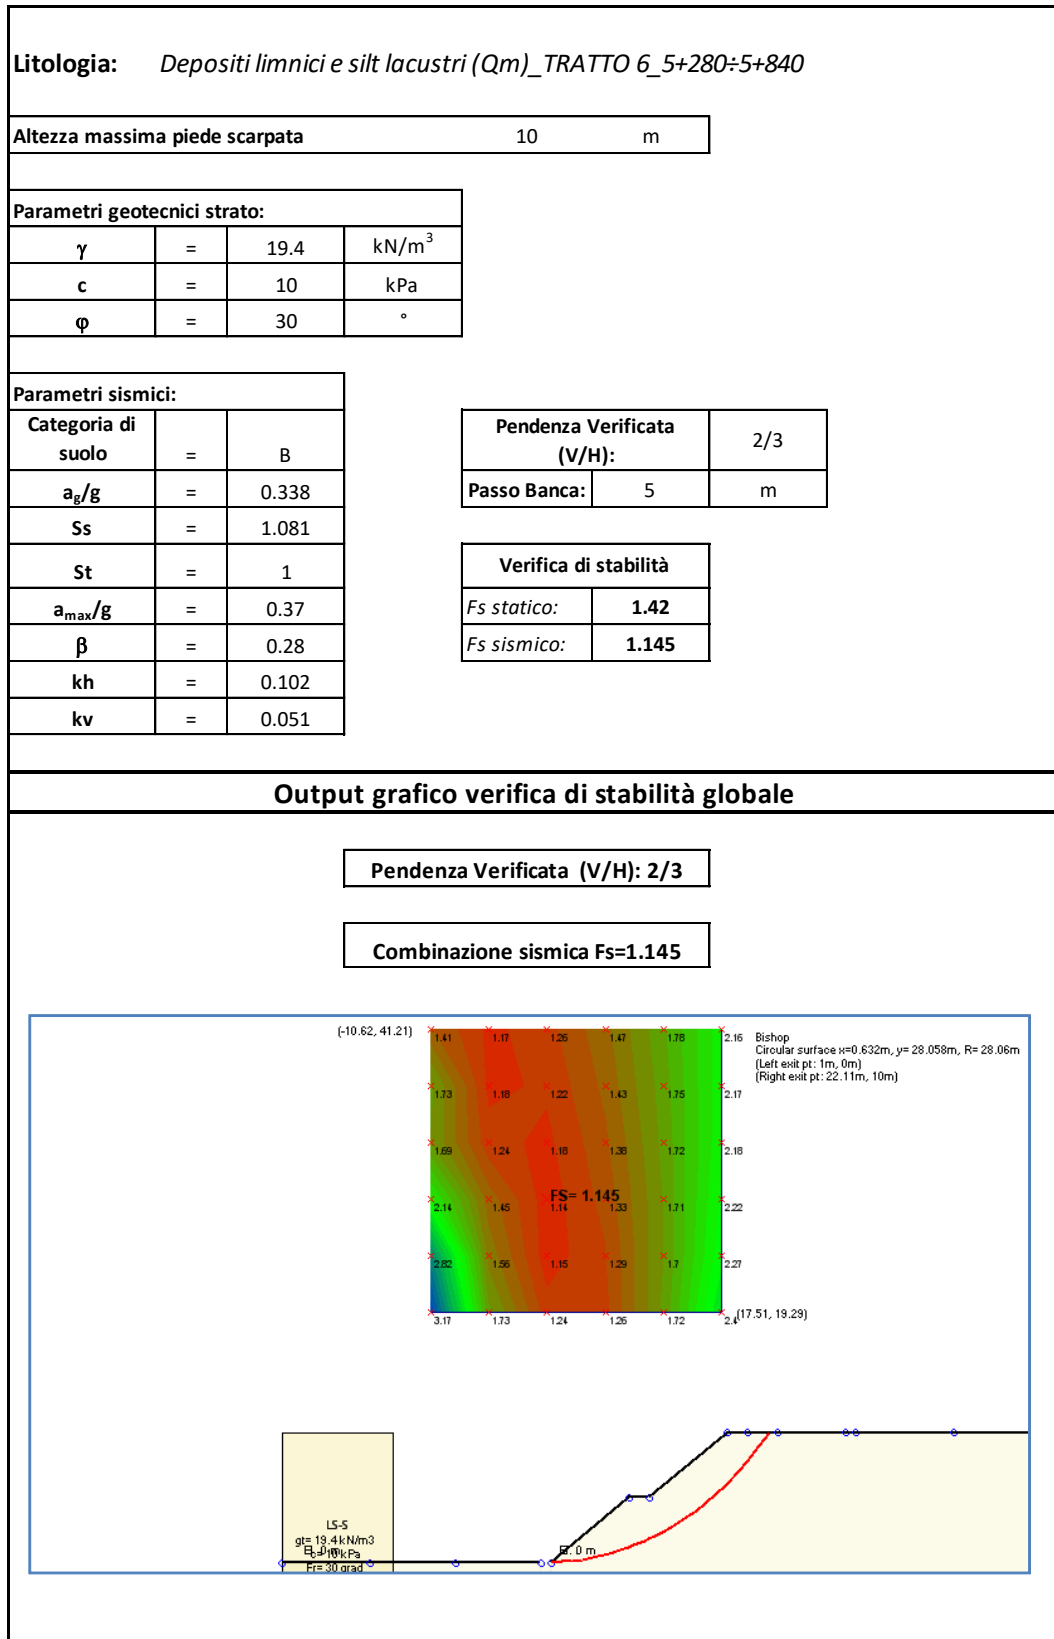 Litologia: Depositi limnici e silt lacustri (Qm)_TRATTO 6_5+280÷5+840
Altezza massima piede scarpata 10 m
Parametri geotecnici strato:
γ = 19.4 kN/m³
c = 10 kPa
φ = 30 °
Parametri sismici:
Categoria di suolo = B
ag/g = 0.338
Ss = 1.081
St = 1
amax/g = 0.37
β = 0.28
kh = 0.102
kv = 0.051
Pendenza Verificata (V/H): 2/3
Passo Banca: 5 m
Verifica di stabilità
Fs statico: 1.42
Fs sismico: 1.145
Output grafico verifica di stabilità globale
Pendenza Verificata (V/H): 2/3
Combinazione sismica Fs=1.145
(-10.62, 41.21)
1.41 1.17 1.26 1.47 1.78 2.16
Bishop
Circular surface x=0.632m, y= 28.058m, R= 28.06m
(Left exit pt: 1m, 0m)
(Right exit pt: 22.11m, 10m)
1.73 1.18 1.22 1.43 1.75 2.17
1.69 1.24 1.18 1.38 1.72 2.18
FS= 1.145
2.14 1.45 1.14 1.33 1.71 2.22
2.82 1.56 1.15 1.29 1.7 2.27
3.17 1.73 1.24 1.26 1.72 2.4
(17.51, 19.29)
LS-S
gt= 19.4 kN/m3
c= 10 kPa
Fr= 30 grad
0 m
0 m